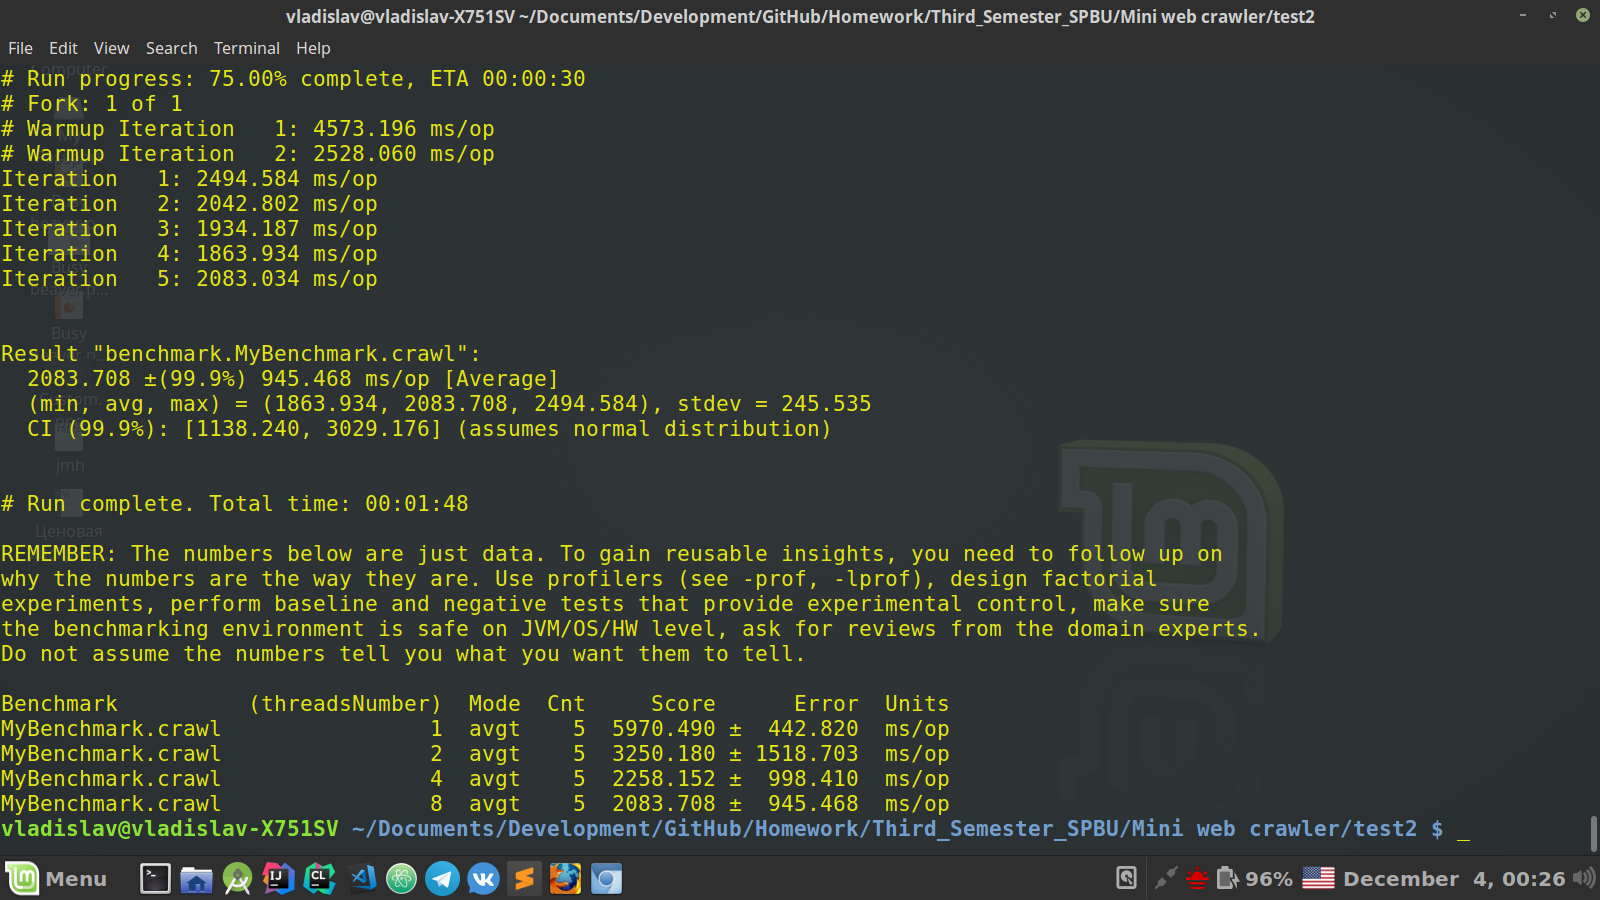 vladislav@vladislav-X751SV ~/Documents/Development/GitHub/Homework/Third_Semester_SPBU/Mini web crawler/test2
File Edit View Search Terminal Help
# Run progress: 75.00% complete, ETA 00:00:30
# Fork: 1 of 1
# Warmup Iteration   1: 4573.196 ms/op
# Warmup Iteration   2: 2528.060 ms/op
Iteration   1: 2494.584 ms/op
Iteration   2: 2042.802 ms/op
Iteration   3: 1934.187 ms/op
Iteration   4: 1863.934 ms/op
Iteration   5: 2083.034 ms/op
Result "benchmark.MyBenchmark.crawl":
  2083.708 ±(99.9%) 945.468 ms/op [Average]
  (min, avg, max) = (1863.934, 2083.708, 2494.584), stdev = 245.535
  CI (99.9%): [1138.240, 3029.176] (assumes normal distribution)
# Run complete. Total time: 00:01:48
REMEMBER: The numbers below are just data. To gain reusable insights, you need to follow up on
why the numbers are the way they are. Use profilers (see -prof, -lprof), design factorial
experiments, perform baseline and negative tests that provide experimental control, make sure
the benchmarking environment is safe on JVM/OS/HW level, ask for reviews from the domain experts.
Do not assume the numbers tell you what you want them to tell.
Benchmark          (threadsNumber)  Mode  Cnt     Score      Error  Units
MyBenchmark.crawl                1  avgt    5  5970.490 ±  442.820  ms/op
MyBenchmark.crawl                2  avgt    5  3250.180 ± 1518.703  ms/op
MyBenchmark.crawl                4  avgt    5  2258.152 ±  998.410  ms/op
MyBenchmark.crawl                8  avgt    5  2083.708 ±  945.468  ms/op
vladislav@vladislav-X751SV ~/Documents/Development/GitHub/Homework/Third_Semester_SPBU/Mini web crawler/test2 $ _
Computer
Busy
Busy
jmh
Ценовая
Menu
IJ
CL
96%
December  4, 00:26